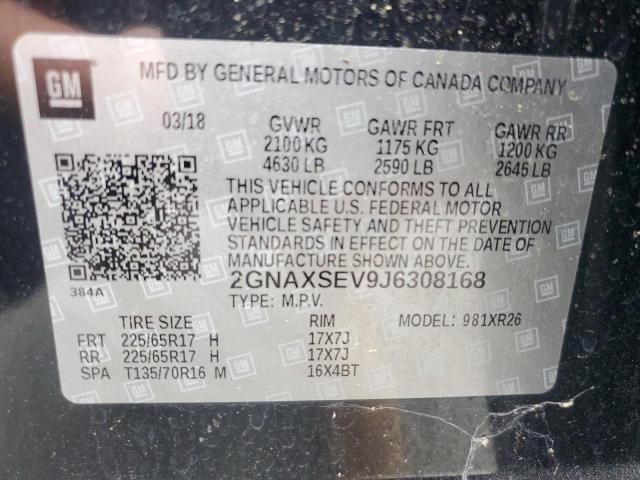 GM
MFD BY GENERAL MOTORS OF CANADA COMPANY
03/18 GVWR GAWR FRT GAWR RR
2100 KG 1175 KG 1200 KG
4630 LB 2590 LB 2645 LB
THIS VEHICLE CONFORMS TO ALL
APPLICABLE U.S. FEDERAL MOTOR
VEHICLE SAFETY AND THEFT PREVENTION
STANDARDS IN EFFECT ON THE DATE OF
MANUFACTURE SHOWN ABOVE.
384A
2GNAXSEV9J6308168
TYPE: M.P.V.
TIRE SIZE RIM MODEL: 981XR26
FRT 225/65R17 H 17X7J
RR 225/65R17 H 17X7J
SPA T135/70R16 M 16X4BT